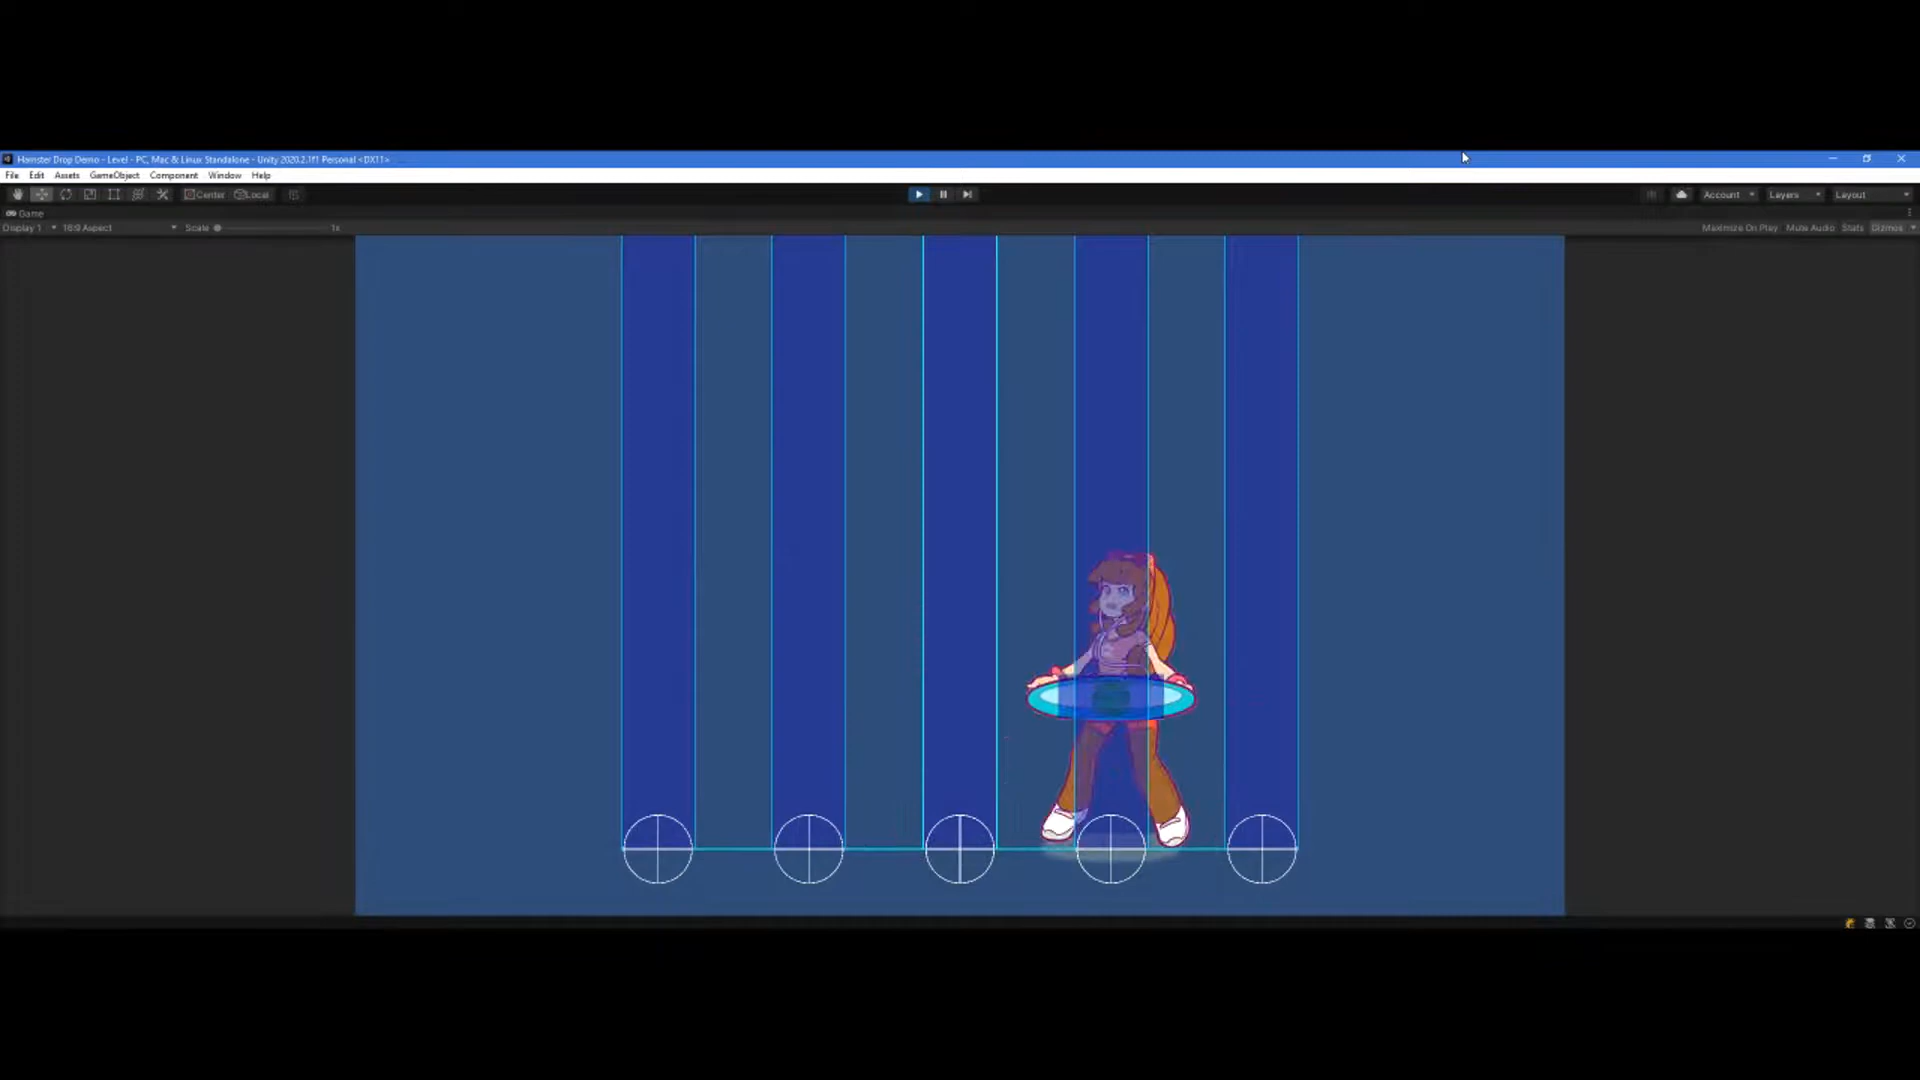 Hamster Drop Demo - Level - PC, Mac & Linux Standalone - Unity 2020.2.1f1 Personal <DX11>
File Edit Assets GameObject Component Window Help
Center Local Account Layers Layout
Game
Display 1 16:9 Aspect Scale 1x Maximize On Play Mute Audio Stats Gizmos